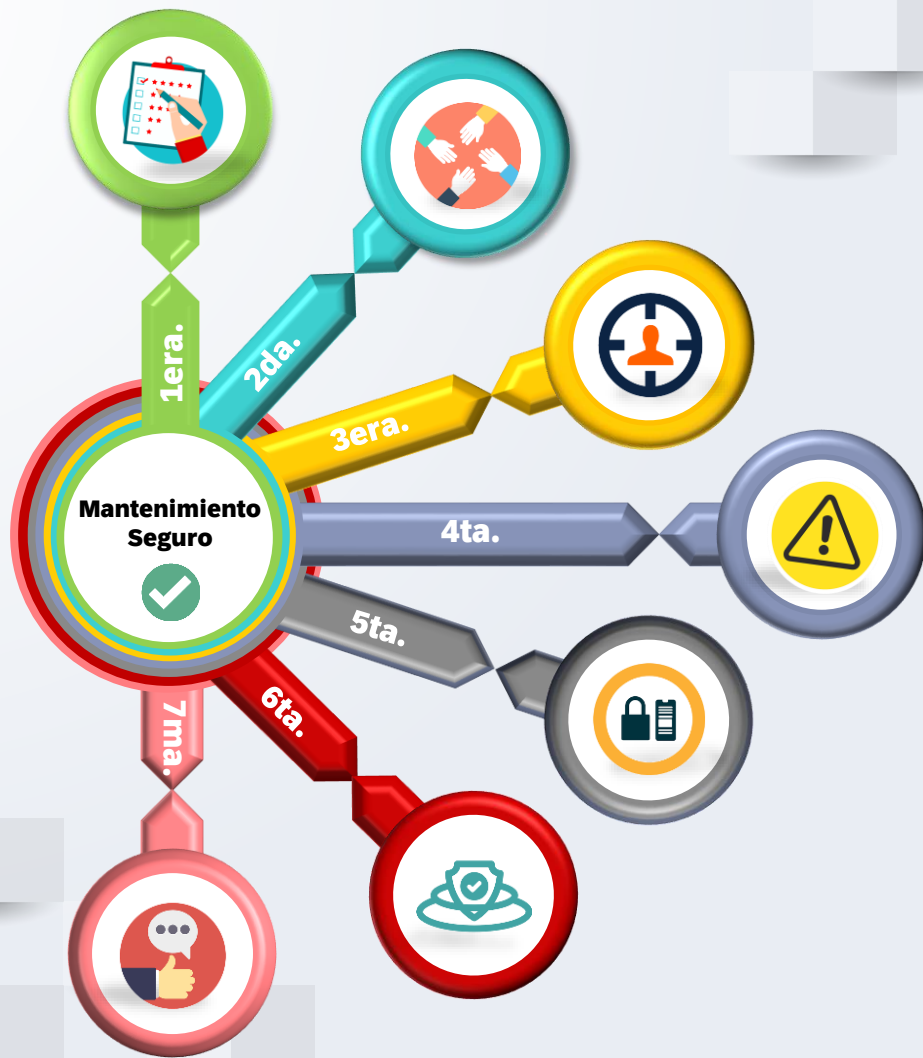 1era.
2da.
3era.
Mantenimiento
Seguro
4ta.
5ta.
6ta.
7ma.